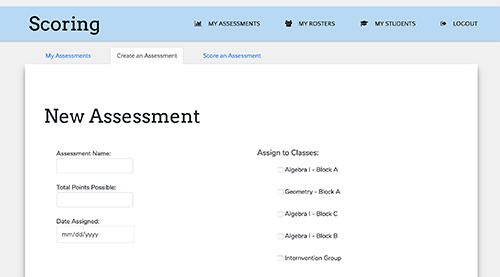 Scoring
MY ASSESSMENTS
MY ROSTERS
MY STUDENTS
LOGOUT
My Assessments
Create an Assessment
Score an Assessment
New Assessment
Assessment Name:
Total Points Possible:
Date Assigned:
mm/dd/yyyy
Assign to Classes:
Algebra I - Block A
Geometry - Block A
Algebra I - Block C
Algebra I - Block B
Internvention Group